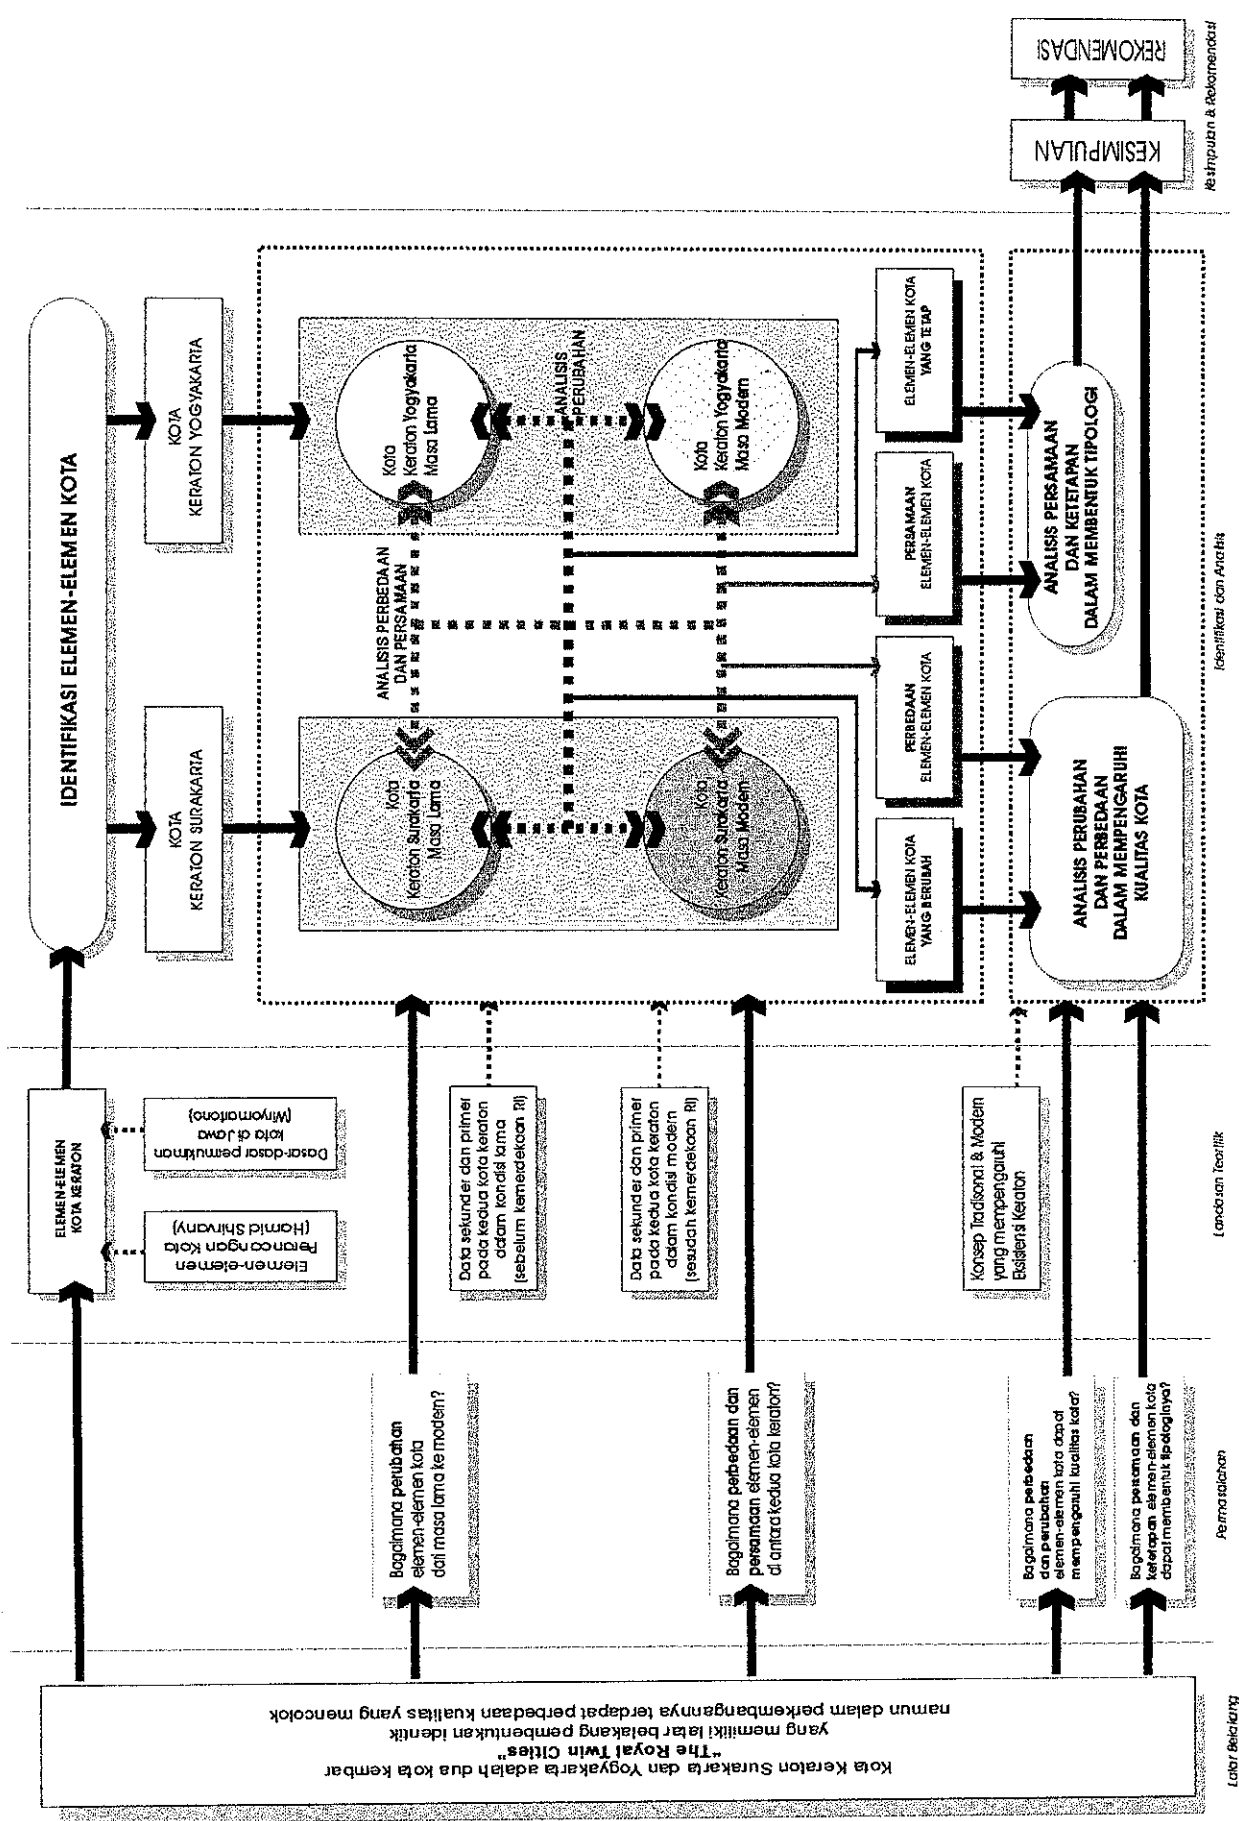 Kota Keraton Surakarta dan Yogyakarta adalah dua kota kembar
"The Royal Twin Cities"
yang memiliki latar belakang pembentukan identik
namun dalam perkembangannya terdapat perbedaan kualitas yang mencolok
Latar Belakang
Bagaimana perubahan
elemen-elemen kota
dari masa lama ke modern?
Bagaimana perbedaan dan
persamaan elemen-elemen
di antara kedua kota keraton?
Bagaimana perbedaan
dan perubahan
elemen-elemen kota dapat
mempengaruhi kualitas kota?
Bagaimana persamaan dan
ketetapan elemen-elemen kota
dapat membentuk tipologinya?
Permasalahan
ELEMEN-ELEMEN
KOTA KERATON
Elemen-elemen
Perancangan Kota
(Hamid Shirvany)
Dasar-dasar pemukiman
kota di Jawa
(Wiryomartono)
Data sekunder dan primer
pada kedua kota keraton
dalam kondisi lama
(sebelum kemerdekaan RI)
Data sekunder dan primer
pada kedua kota keraton
dalam kondisi modern
(sesudah kemerdekaan RI)
Konsep Tradisonal & Modern
yang mempengaruhi
Eksistensi Keraton
Landasan Teoritik
IDENTIFIKASI ELEMEN-ELEMEN KOTA
KOTA
KERATON SURAKARTA
KOTA
KERATON YOGYAKARTA
Kota
Keraton Surakarta
Masa Lama
ANALISIS PERBEDAAN
DAN PERSAMAAN
Kota
Keraton Yogyakarta
Masa Lama
ANALISIS
PERUBAHAN
Kota
Keraton Surakarta
Masa Modern
Kota
Keraton Yogyakarta
Masa Modern
ELEMEN-ELEMEN KOTA
YANG BERUBAH
PERBEDAAN
ELEMEN-ELEMEN KOTA
PERSAMAAN
ELEMEN-ELEMEN KOTA
ELEMEN-ELEMEN KOTA
YANG TETAP
ANALISIS PERUBAHAN
DAN PERBEDAAN
DALAM MEMPENGARUHI
KUALITAS KOTA
ANALISIS PERSAMAAN
DAN KETETAPAN
DALAM MEMBENTUK TIPOLOGI
Identifikasi dan Analisis
KESIMPULAN
REKOMENDASI
Kesimpulan & Rekomendasi